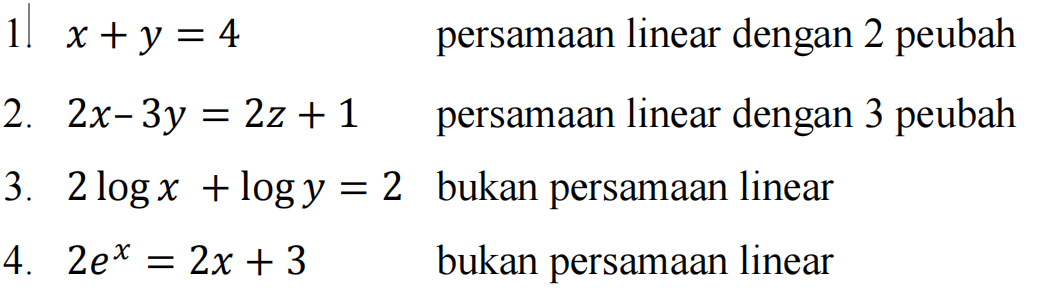 1. x + y = 4 persamaan linear dengan 2 peubah
2. 2x– 3y = 2z + 1 persamaan linear dengan 3 peubah
3. 2 log x + log y = 2 bukan persamaan linear
4. 2eˣ = 2x + 3 bukan persamaan linear